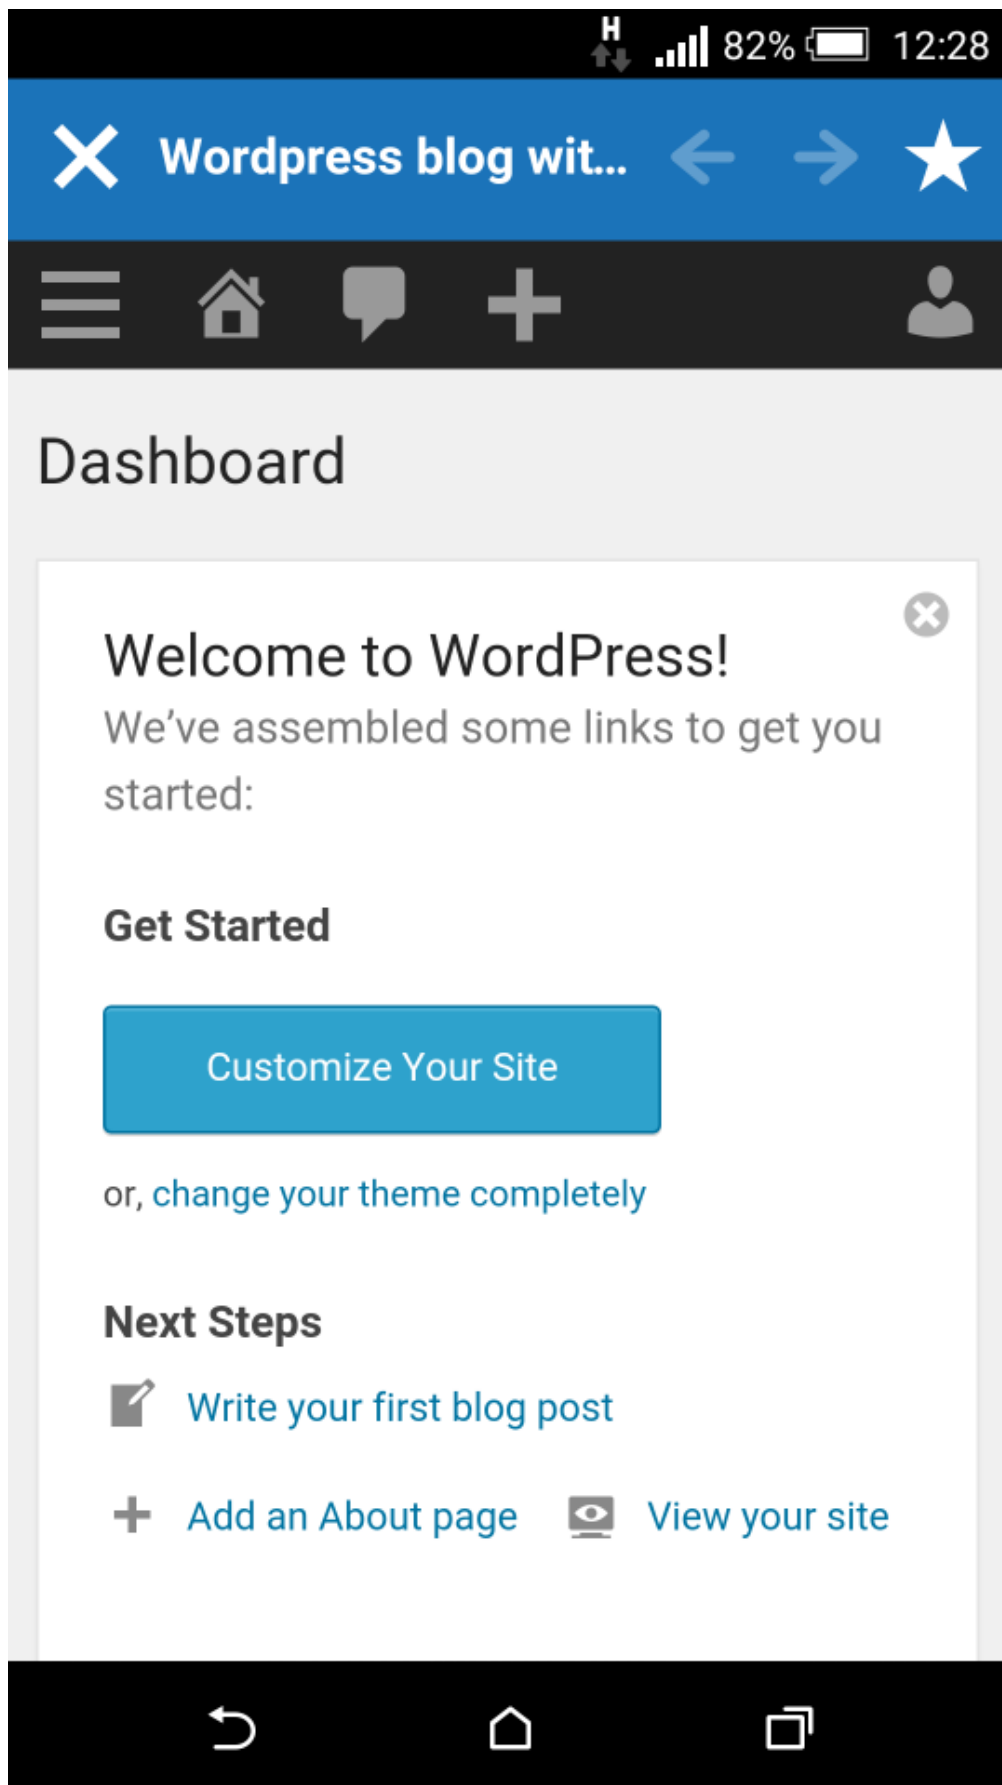 H 82% 12:28
Wordpress blog wit...
Dashboard
Welcome to WordPress!
We’ve assembled some links to get you
started:
Get Started
Customize Your Site
or, change your theme completely
Next Steps
Write your first blog post
Add an About page View your site